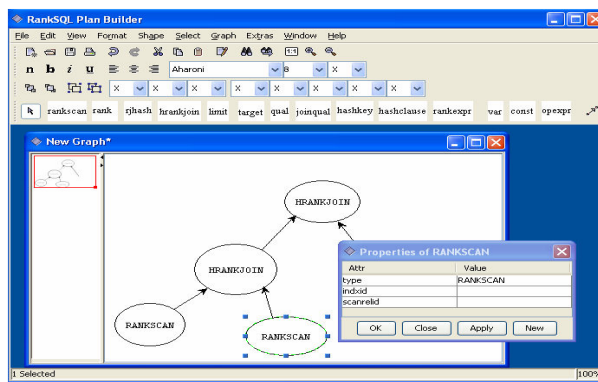 RankSQL Plan Builder
File Edit View Format Shape Select Graph Extras Window Help
1:1
n b i u Aharoni 8 X
X X X X X X
rankscan rank rjhash hrankjoin limit target qual joinqual hashkey hashclause rankexpr var const opexpr
New Graph*
HRANKJOIN
HRANKJOIN
RANKSCAN
RANKSCAN
Properties of RANKSCAN
Attr Value
type RANKSCAN
indxid
scanrelid
OK Close Apply New
1 Selected 100%